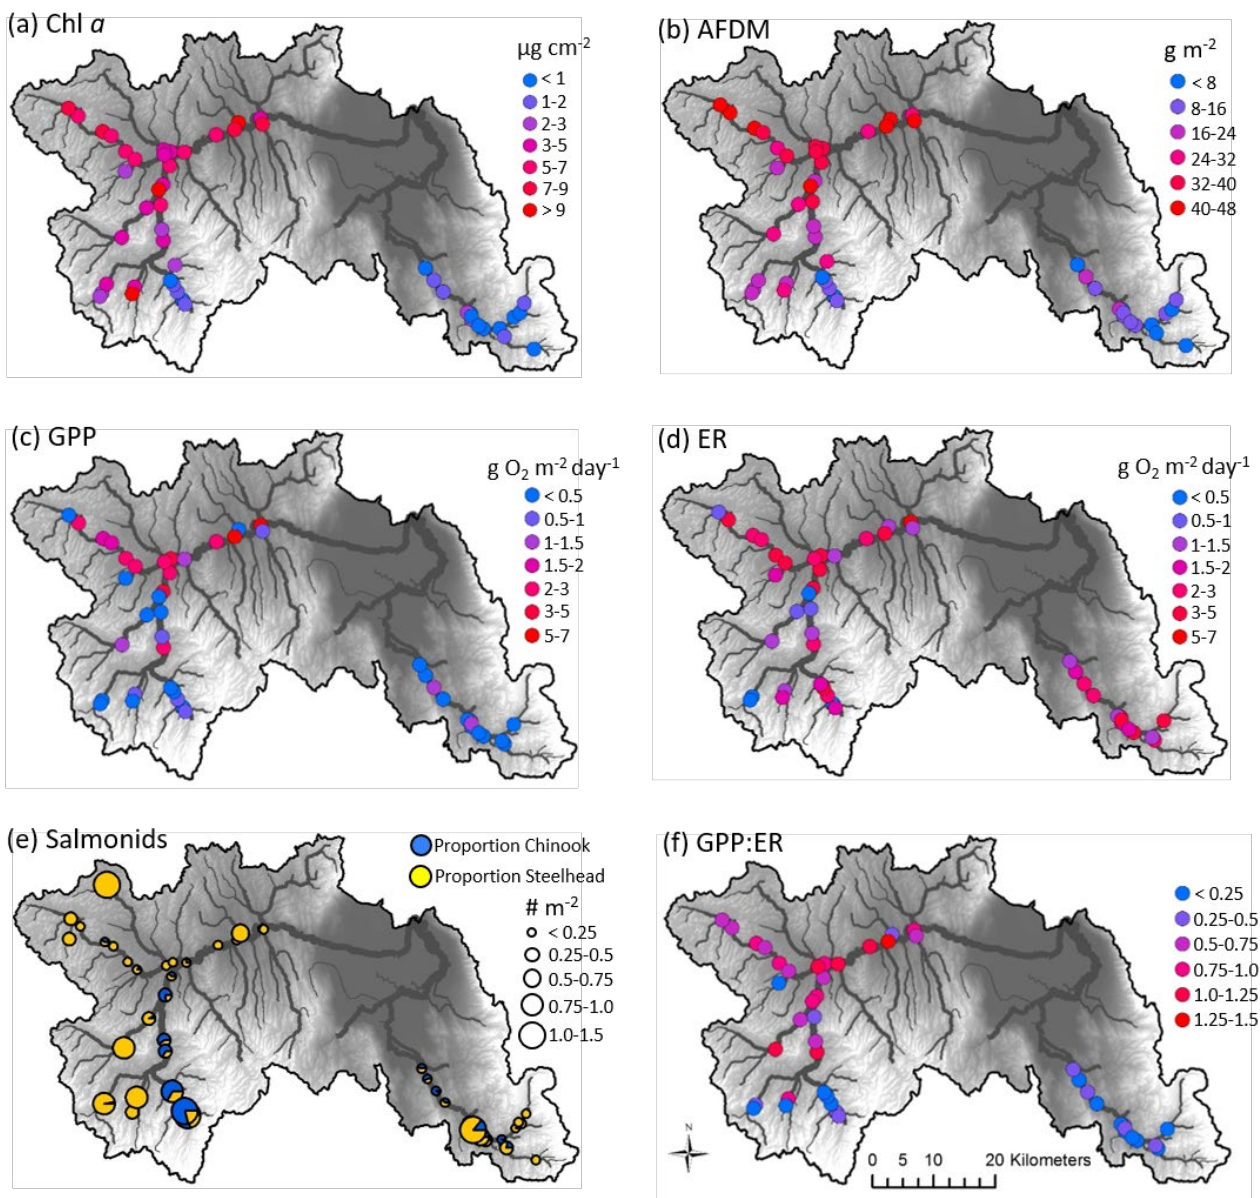 (a) Chl a
µg cm-2
< 1
1-2
2-3
3-5
5-7
7-9
> 9
(b) AFDM
g m-2
< 8
8-16
16-24
24-32
32-40
40-48
(c) GPP
g O2 m-2 day-1
< 0.5
0.5-1
1-1.5
1.5-2
2-3
3-5
5-7
(d) ER
g O2 m-2 day-1
< 0.5
0.5-1
1-1.5
1.5-2
2-3
3-5
5-7
(e) Salmonids
Proportion Chinook
Proportion Steelhead
# m-2
< 0.25
0.25-0.5
0.5-0.75
0.75-1.0
1.0-1.5
(f) GPP:ER
< 0.25
0.25-0.5
0.5-0.75
0.75-1.0
1.0-1.25
1.25-1.5
N
0 5 10 20 Kilometers